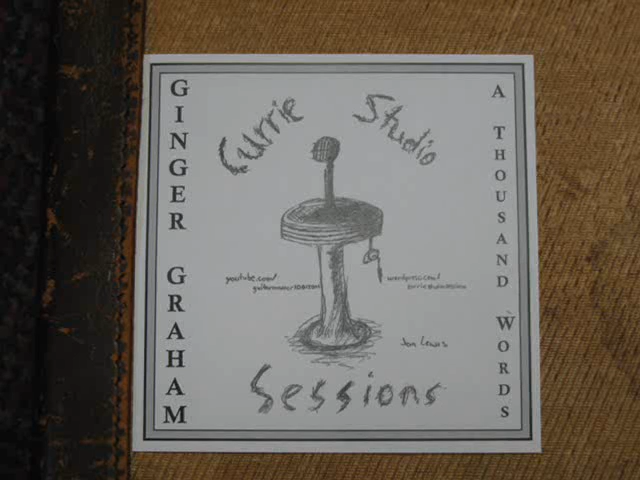 GINGER GRAHAM
Currie Studio
youtube.com/
wordpress.com/
Jon Lewis
Sessions
A THOUSAND WORDS